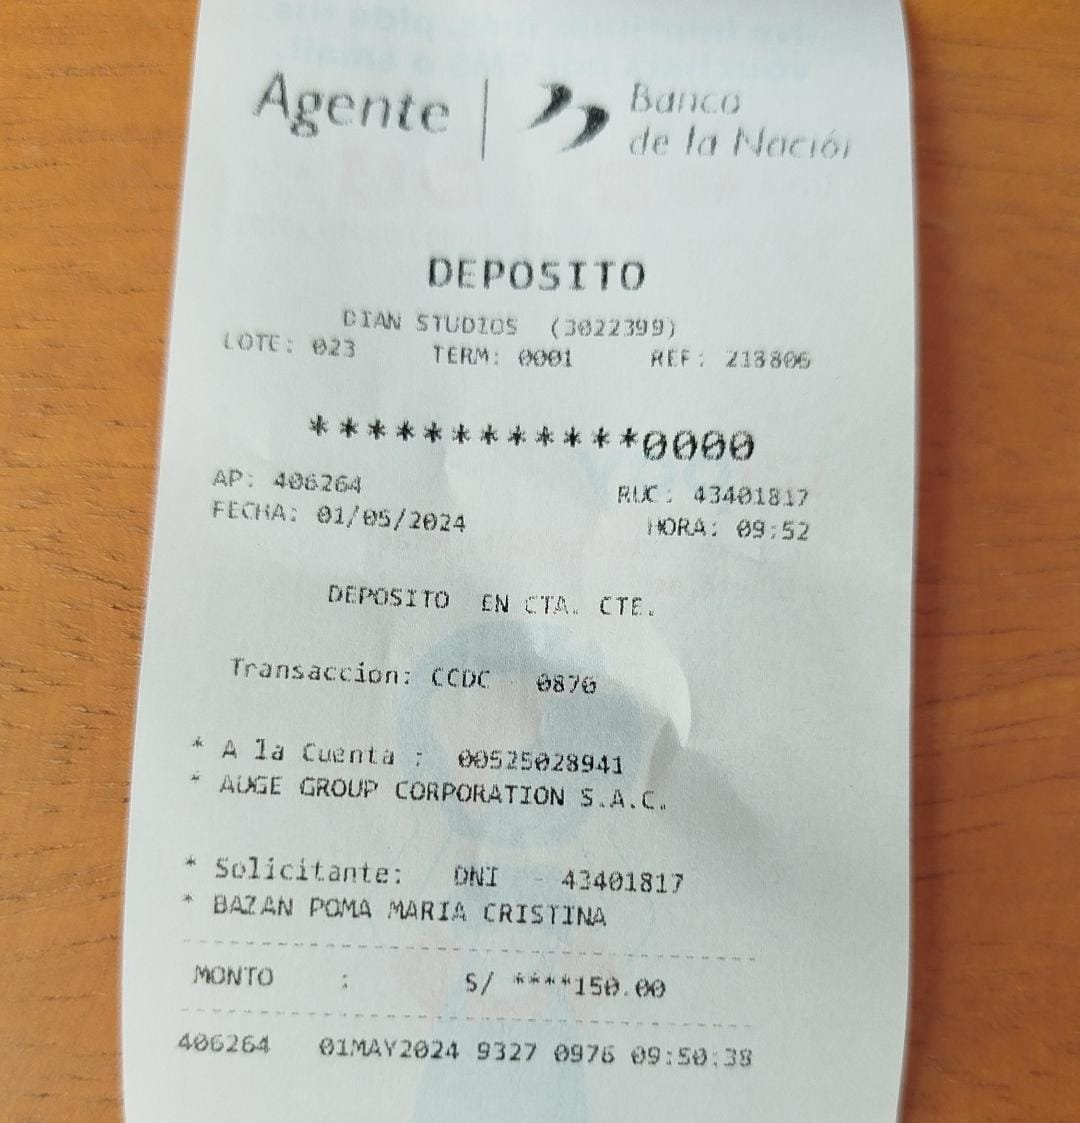 Agente | Banco
de la Nación
DEPOSITO
DIAN STUDIOS (3022399)
LOTE: 023 TERM: 0001 REF: 213806
************0000
AP: 406264 RUC: 43401817
FECHA: 01/05/2024 HORA: 09:52
DEPOSITO EN CTA. CTE.
Transaccion: CCDC 0870
* A la Cuenta : 00525028941
* AUGE GROUP CORPORATION S.A.C.
* Solicitante: DNI - 43401817
* BAZAN POMA MARIA CRISTINA
MONTO : S/ ****150.00
406264 01MAY2024 9327 0976 09:50:38